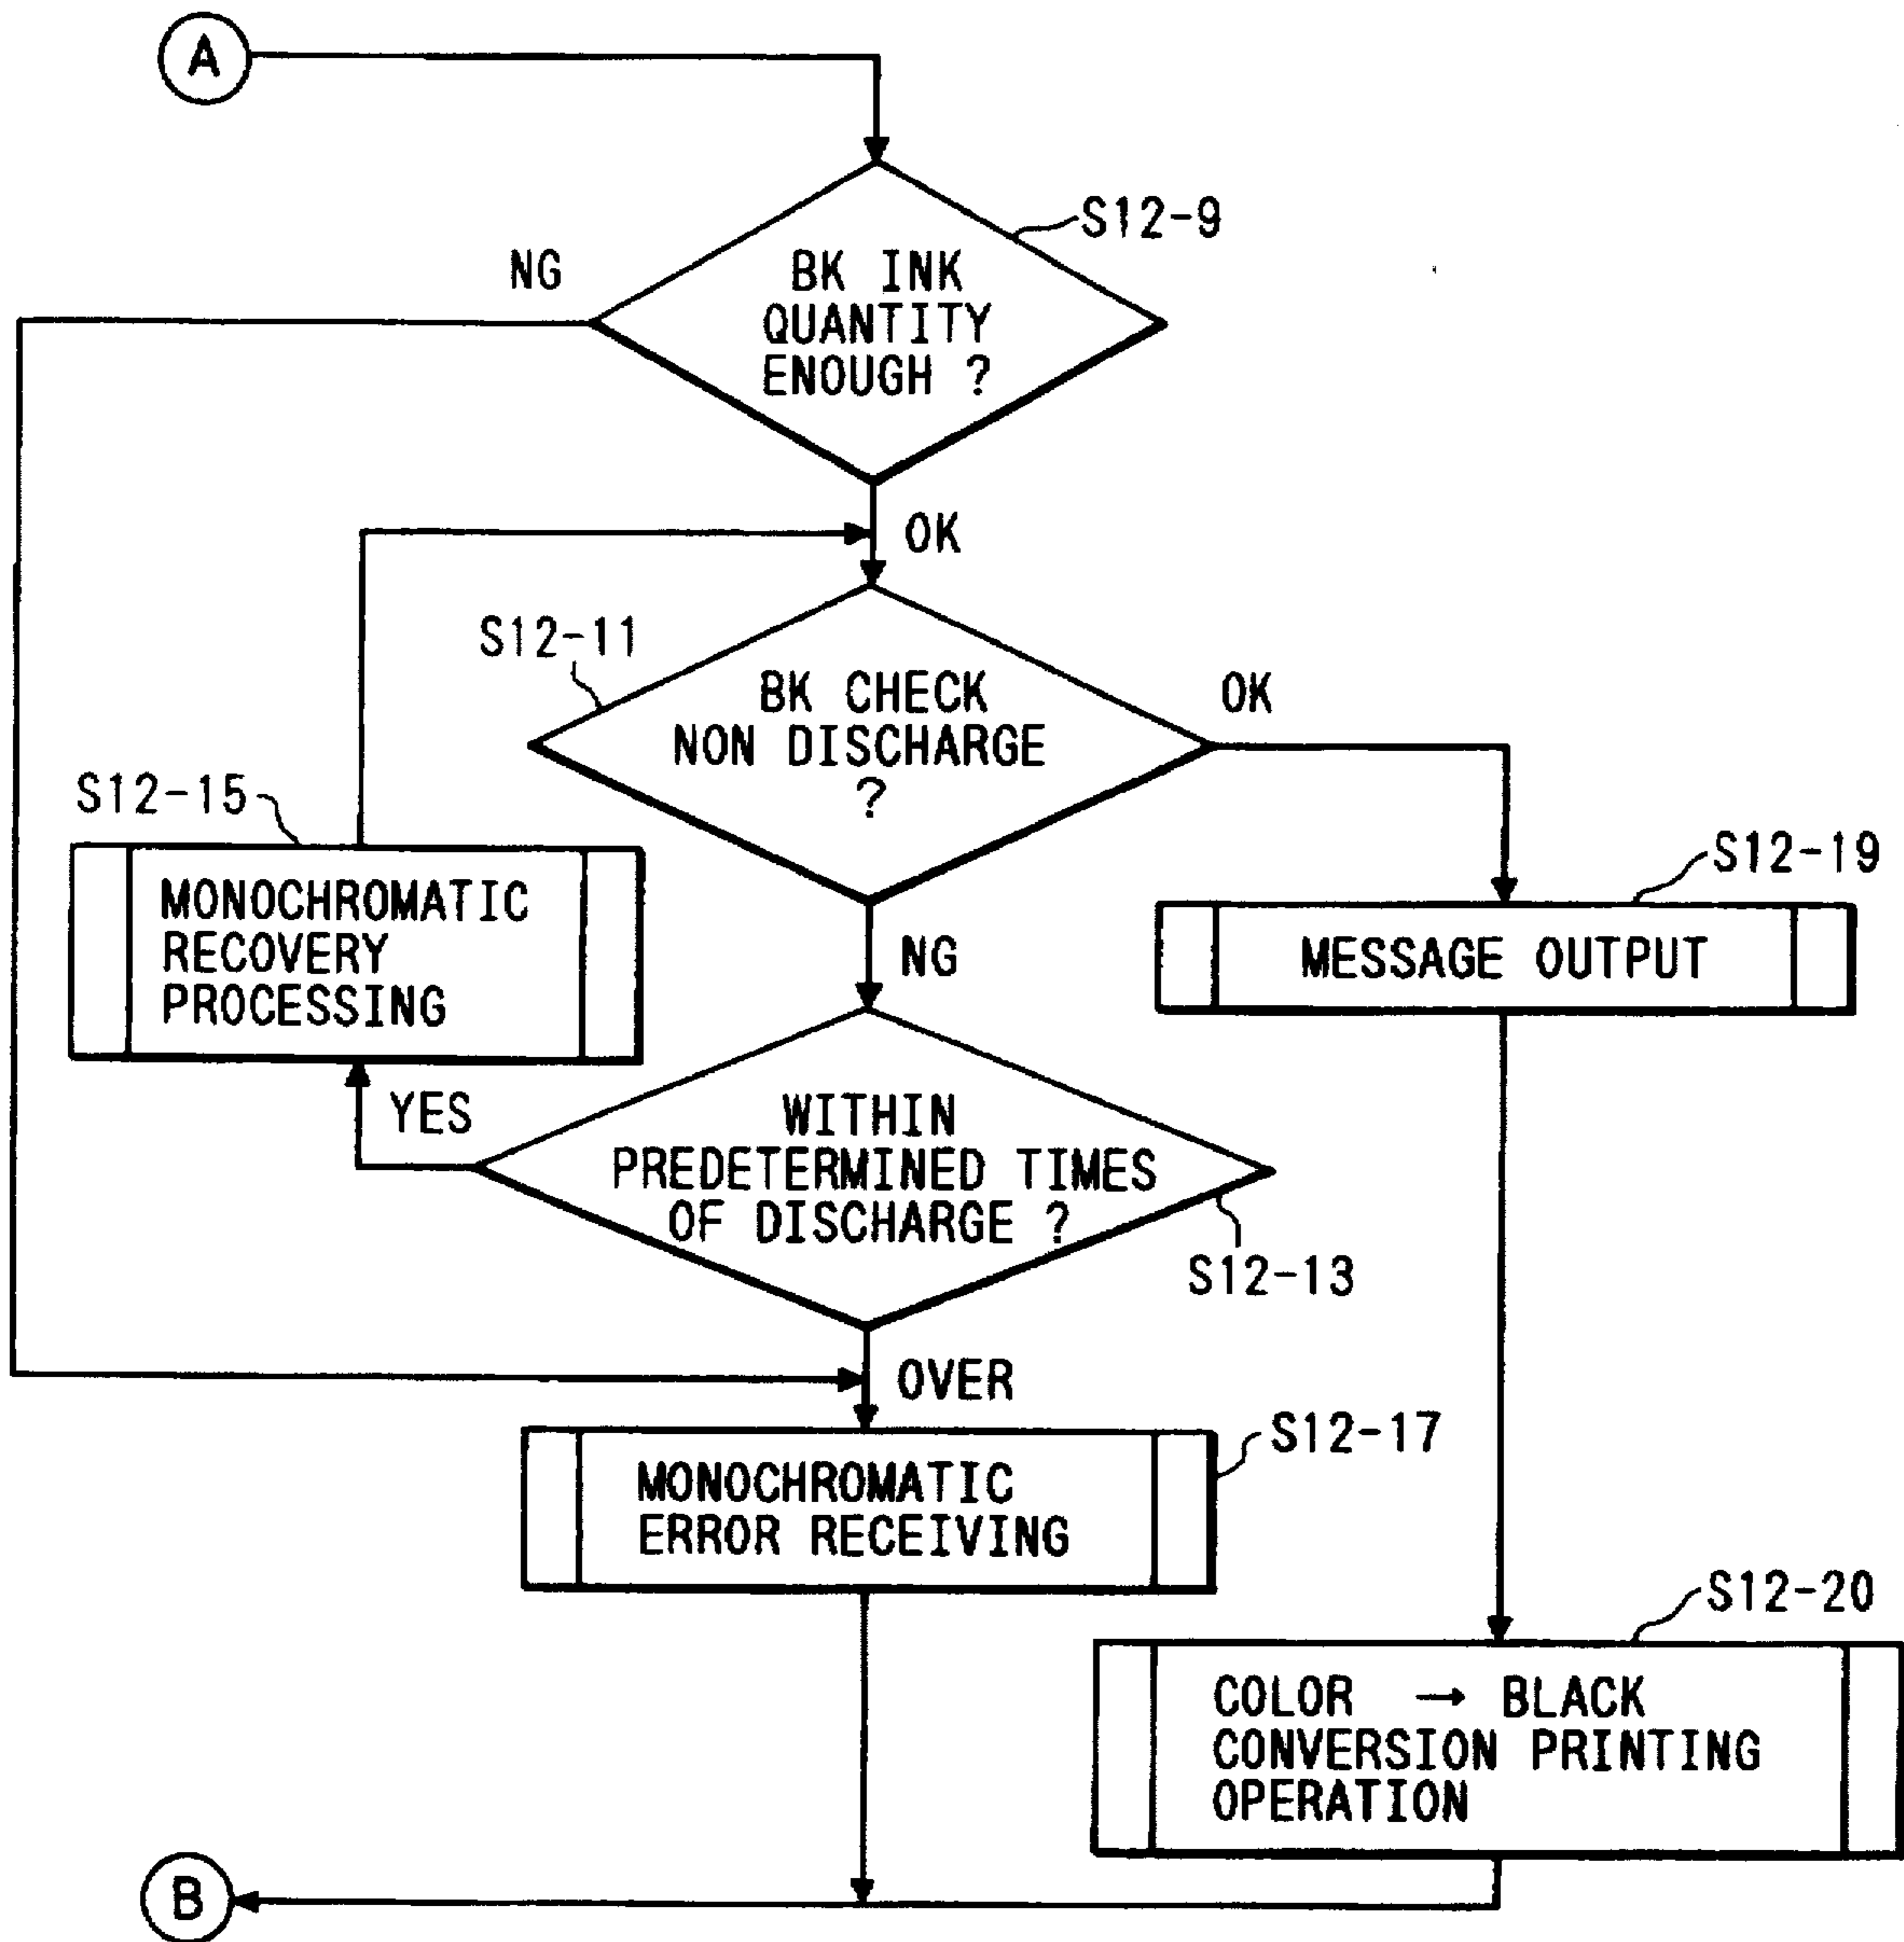 A
S12-9
NG
BK INK
QUANTITY
ENOUGH ?
OK
S12-11
BK CHECK
NON DISCHARGE
?
OK
S12-15
MONOCHROMATIC
RECOVERY
PROCESSING
S12-19
MESSAGE OUTPUT
NG
YES
WITHIN
PREDETERMINED TIMES
OF DISCHARGE ?
S12-13
OVER
S12-17
MONOCHROMATIC
ERROR RECEIVING
S12-20
COLOR → BLACK
CONVERSION PRINTING
OPERATION
B